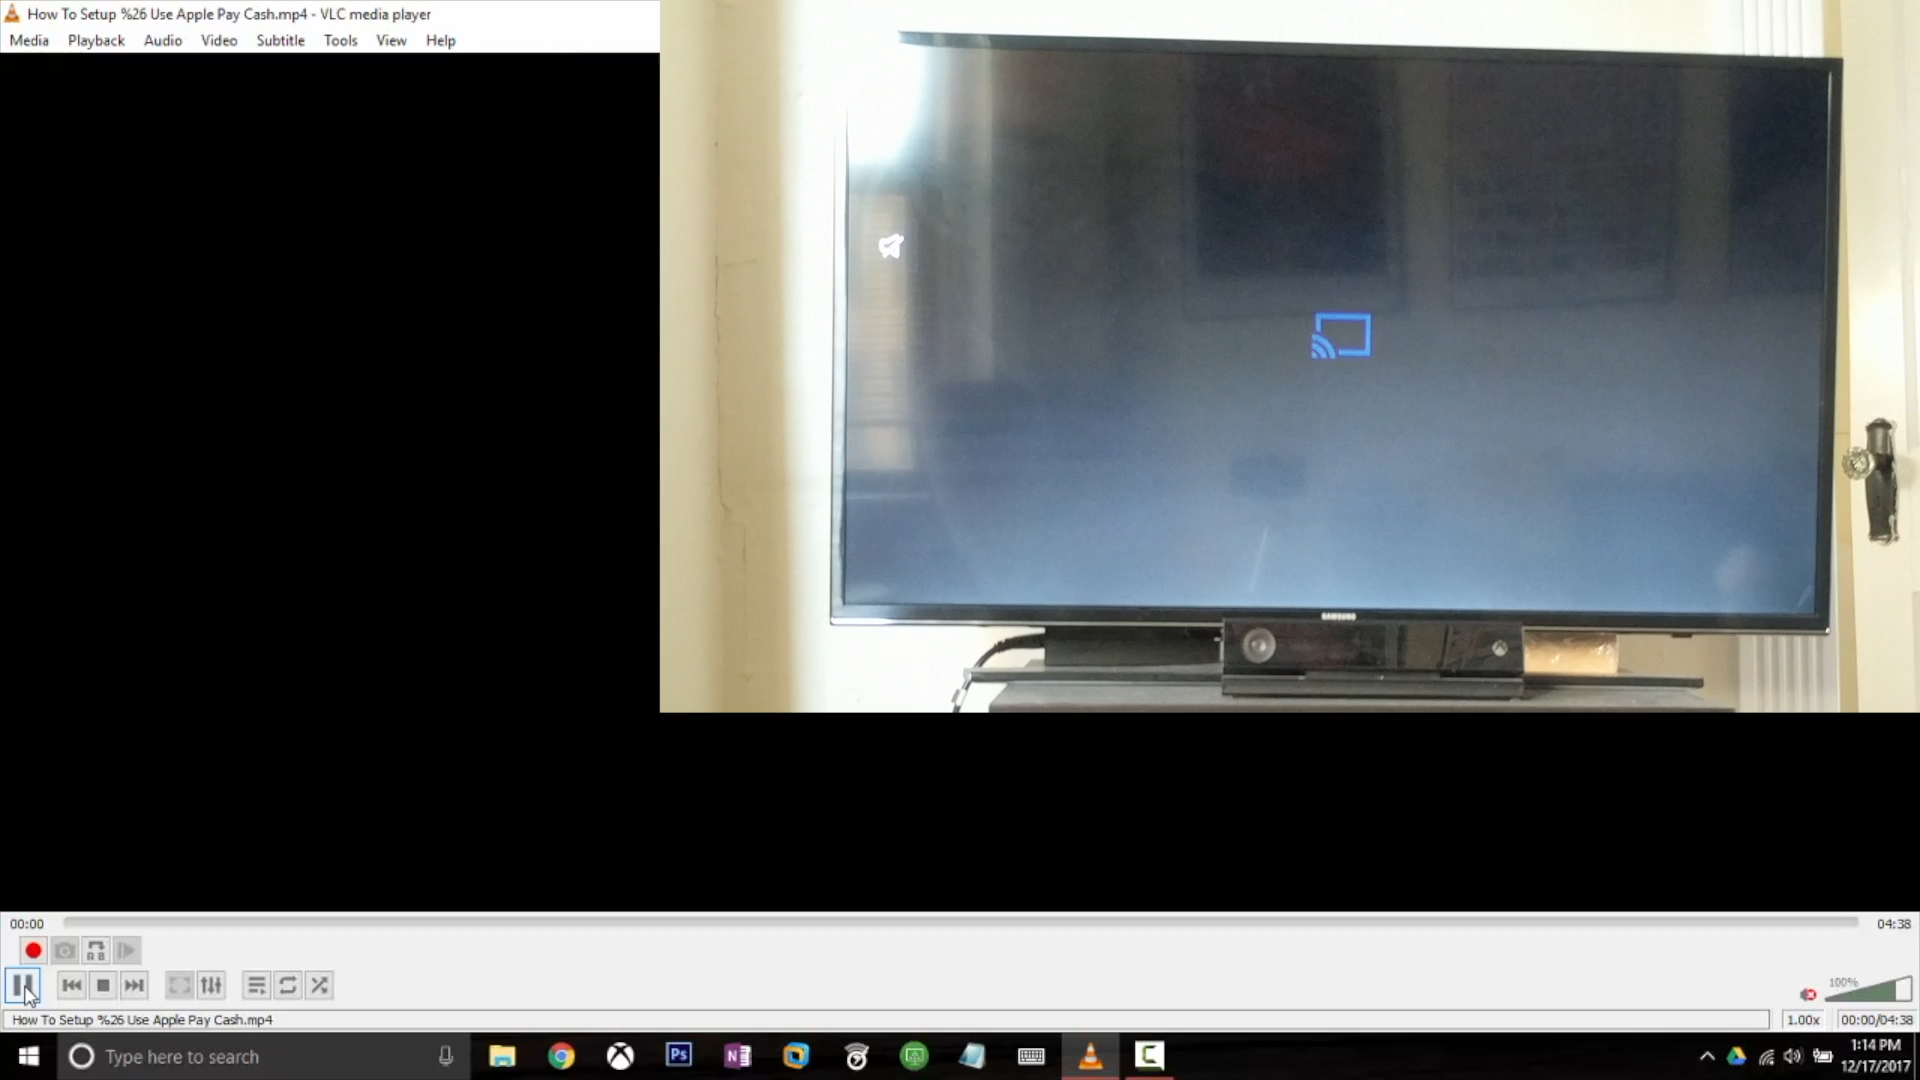 How To Setup %26 Use Apple Pay Cash.mp4 - VLC media player
Media Playback Audio Video Subtitle Tools View Help
SAMSUNG
00:00 04:38
A B
100%
How To Setup %26 Use Apple Pay Cash.mp4 1.00x 00:00/04:38
Type here to search
Ps
N
1:14 PM
12/17/2017